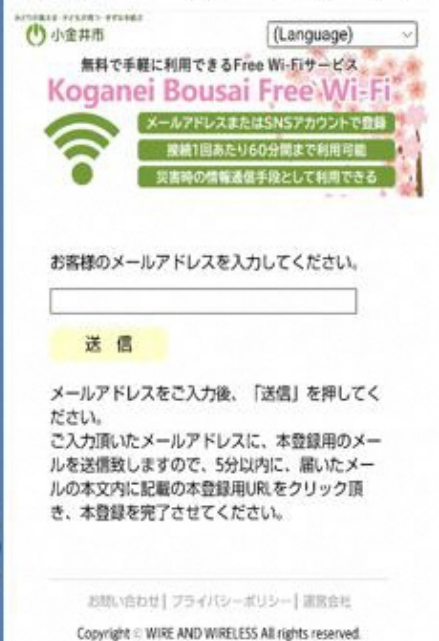 小金井市
(Language)
無料で手軽に利用できるFree Wi-Fiサービス
Koganei Bousai Free Wi-Fi
メールアドレスまたはSNSアカウントで登録
接続1回あたり60分間まで利用可能
災害時の情報通信手段として利用できる
お客様のメールアドレスを入力してください。
送 信
メールアドレスをご入力後、「送信」を押してく
ださい。
ご入力頂いたメールアドレスに、本登録用のメー
ルを送信致しますので、5分以内に、届いたメー
ルの本文内に記載の本登録用URLをクリック頂
き、本登録を完了させてください。
お問い合わせ| プライバシーポリシー| 運営会社
Copyright © WIRE AND WIRELESS All rights reserved.